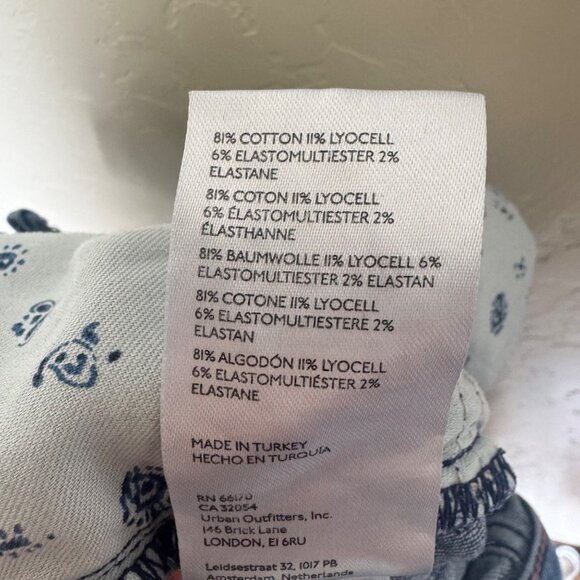 81% COTTON 11% LYOCELL
6% ELASTOMULTIESTER 2%
ELASTANE
81% COTON 11% LYOCELL
6% ÉLASTOMULTIESTER 2%
ÉLASTHANNE
81% BAUMWOLLE 11% LYOCELL 6%
ELASTOMULTIESTER 2% ELASTAN
81% COTONE 11% LYOCELL
6% ELASTOMULTIESTERE 2%
ELASTAN
81% ALGODÓN 11% LYOCELL
6% ELASTOMULTIÉSTER 2%
ELASTANE
MADE IN TURKEY
HECHO EN TURQUÍA
RN 66170
CA 32054
Urban Outfitters, Inc.
146 Brick Lane
LONDON, E1 6RU
Leidsestraat 32, 1017 PB
Amsterdam, Netherlands